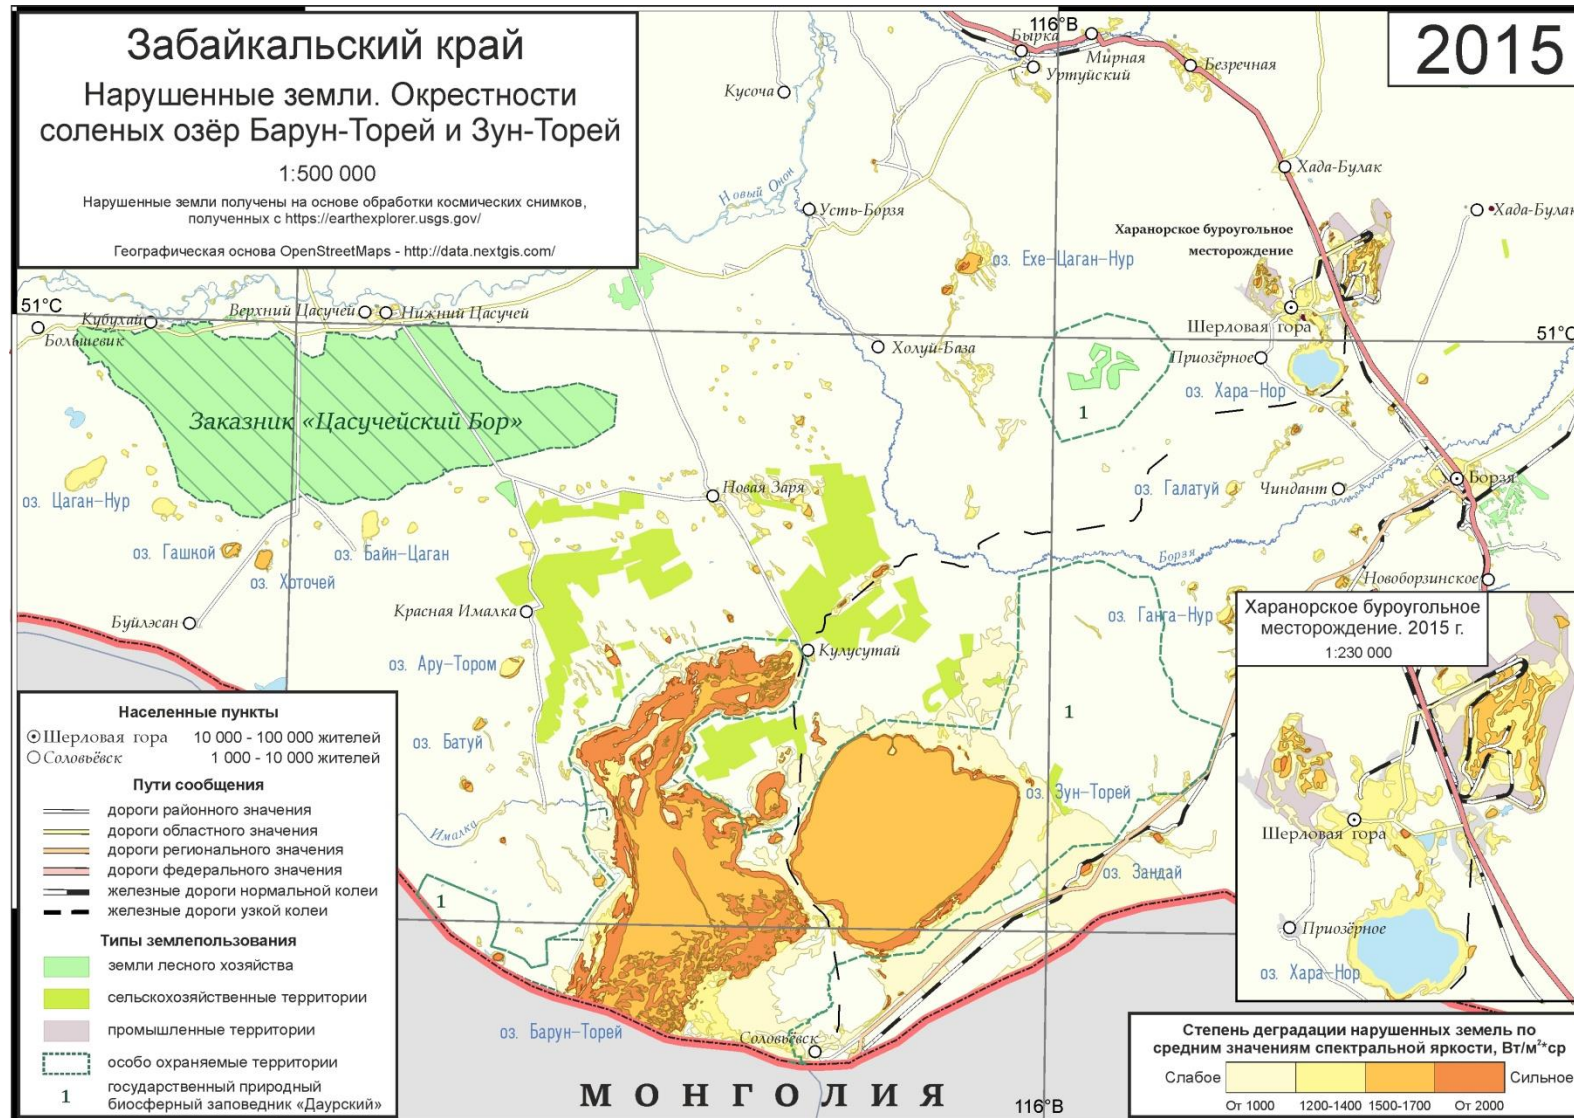 Забайкальский край
Нарушенные земли. Окрестности
соленых озёр Барун-Торей и Зун-Торей
1:500 000
Нарушенные земли получены на основе обработки космических снимков,
полученных с https://earthexplorer.usgs.gov/
Географическая основа OpenStreetMaps - http://data.nextgis.com/
2015
116°В
Бырка
Мирная
Уртуйский
Безречная
Кусоча
Новый Онон
Усть-Борзя
Хада-Булак
Хада-Булак
Харанорское буроугольное
месторождение
оз. Ехе-Цаган-Нур
51°С
Кубухай
Большевик
Верхний Цасучей
Нижний Цасучей
Холуй-База
Шерловая гора
51°С
Приозёрное
оз. Хара-Нор
1
Заказник «Цасучейский Бор»
оз. Цаган-Нур
оз. Гашкой
оз. Хоточей
оз. Байн-Цаган
Новая Заря
оз. Галатуй
Чиндант
Борзя
Борзя
Новоборзинское
Буйлэсан
Красная Ималка
оз. Ару-Тором
Кулусутай
оз. Ганга-Нур
1
оз. Батуй
Ималка
оз. Зун-Торей
оз. Зандай
1
оз. Барун-Торей
Соловьёвск
МОНГОЛИЯ
116°В
Населенные пункты
Шерловая гора 10 000 - 100 000 жителей
Соловьёвск 1 000 - 10 000 жителей
Пути сообщения
дороги районного значения
дороги областного значения
дороги регионального значения
дороги федерального значения
железные дороги нормальной колеи
железные дороги узкой колеи
Типы землепользования
земли лесного хозяйства
сельскохозяйственные территории
промышленные территории
особо охраняемые территории
1 государственный природный
биосферный заповедник «Даурский»
Харанорское буроугольное
месторождение. 2015 г.
1:230 000
Шерловая гора
Приозёрное
оз. Хара-Нор
Степень деградации нарушенных земель по
средним значениям спектральной яркости, Вт/м²*ср
Слабое Сильное
От 1000 1200-1400 1500-1700 От 2000